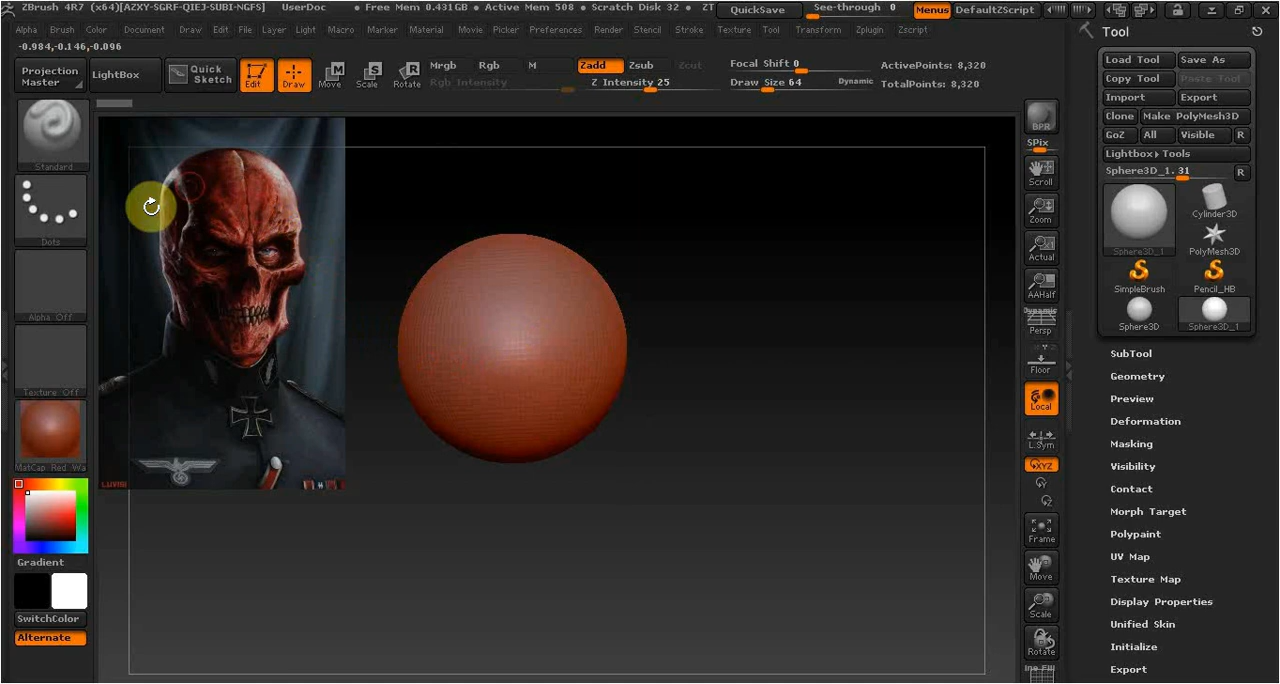 ZBrush 4R7 (x64)[AZXY-SGRF-QIEJ-SUBI-NGFS] UserDoc • Free Mem 0.431GB • Active Mem 508 • Scratch Disk 32 • ZT QuickSave See-through 0 Menus DefaultZScript
Alpha Brush Color Document Draw Edit File Layer Light Macro Marker Material Movie Picker Preferences Render Stencil Stroke Texture Tool Transform Zplugin Zscript
Tool
-0.984,-0.146,-0.096
Projection Master
LightBox
Quick Sketch
Edit
Draw
Move
Scale
Rotate
Mrgb Rgb M
Rgb Intensity
Zadd Zsub Zcut
Z Intensity 25
Focal Shift 0
Draw Size 64 Dynamic
ActivePoints: 8,320
TotalPoints: 8,320
Load Tool Save As
Copy Tool Paste Tool
Import Export
Clone Make PolyMesh3D
GoZ All Visible R
Lightbox▸Tools
Sphere3D_1. 31 R
Sphere3D_1
Cylinder3D
PolyMesh3D
SimpleBrush
Pencil_HB
Sphere3D
Sphere3D_1
SubTool
Geometry
Preview
Deformation
Masking
Visibility
Contact
Morph Target
Polypaint
UV Map
Texture Map
Display Properties
Unified Skin
Initialize
Export
Standard
Dots
Alpha Off
Texture Off
MatCap Red Wa
Gradient
SwitchColor
Alternate
BPR
SPix
Scroll
Zoom
Actual
AAHalf
Dynamic
Persp
Floor
Local
L.Sym
XYZ
Frame
Move
Scale
Rotate
Line Fill
LUVISI